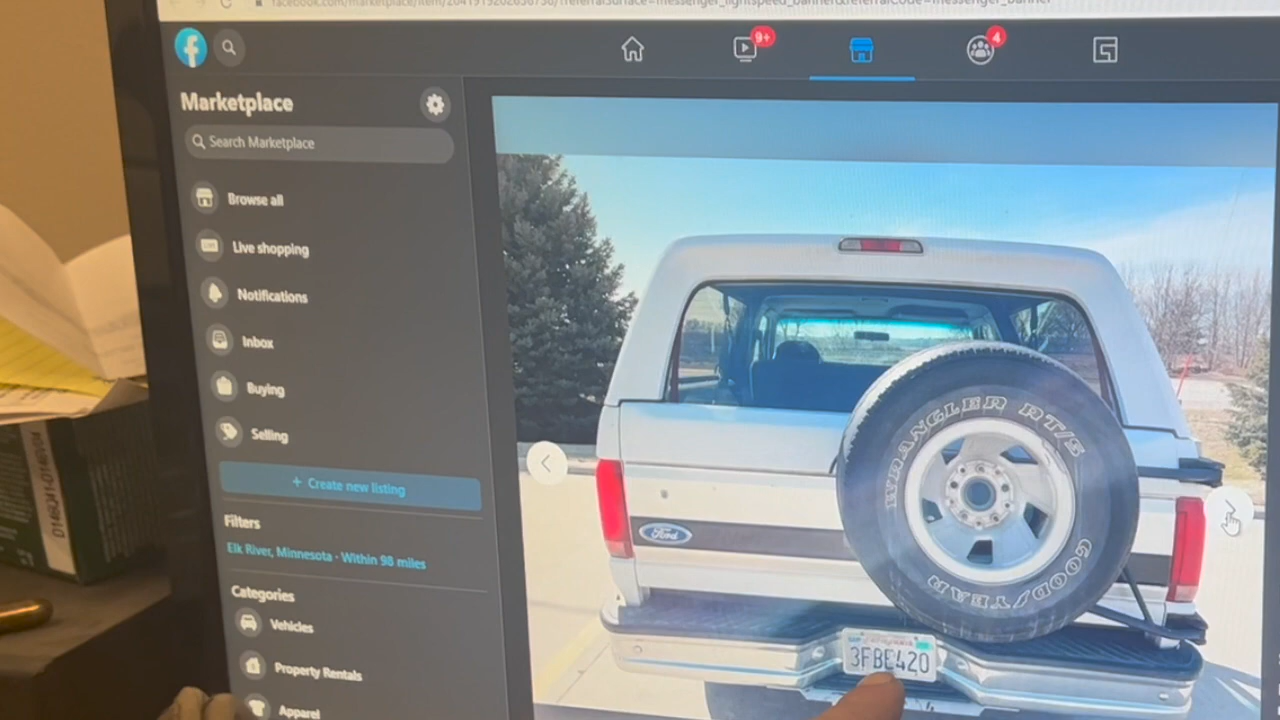 9+
4
Marketplace
Search Marketplace
Browse all
Live shopping
Notifications
Inbox
Buying
Selling
+ Create new listing
Filters
Elk River, Minnesota · Within 98 miles
Categories
Vehicles
Property Rentals
Apparel
WRANGLER RT/S
GOODYEAR
Ford
3FBE420